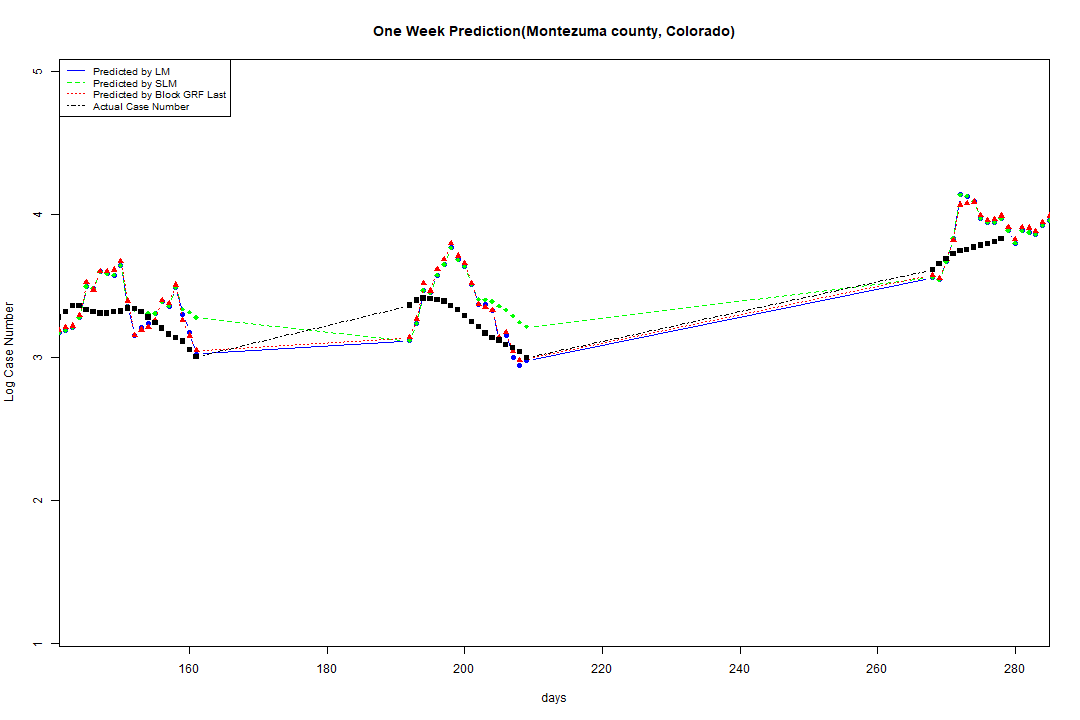 One Week Prediction(Montezuma county, Colorado)
Predicted by LM
Predicted by SLM
Predicted by Block GRF Last
Actual Case Number
5
4
3
2
1
Log Case Number
160 180 200 220 240 260 280
days